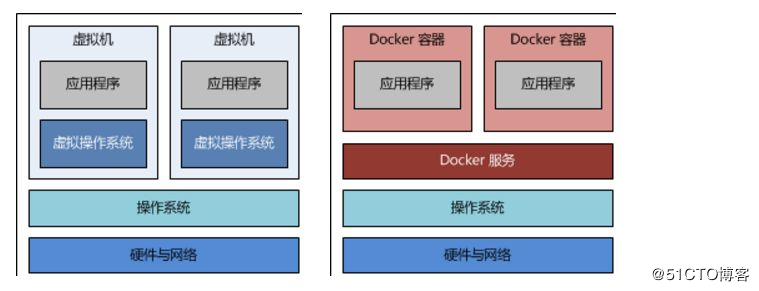 虚拟机
虚拟机
应用程序
应用程序
虚拟操作系统
虚拟操作系统
操作系统
硬件与网络
Docker 容器
Docker 容器
应用程序
应用程序
Docker 服务
操作系统
硬件与网络
@51CTO博客